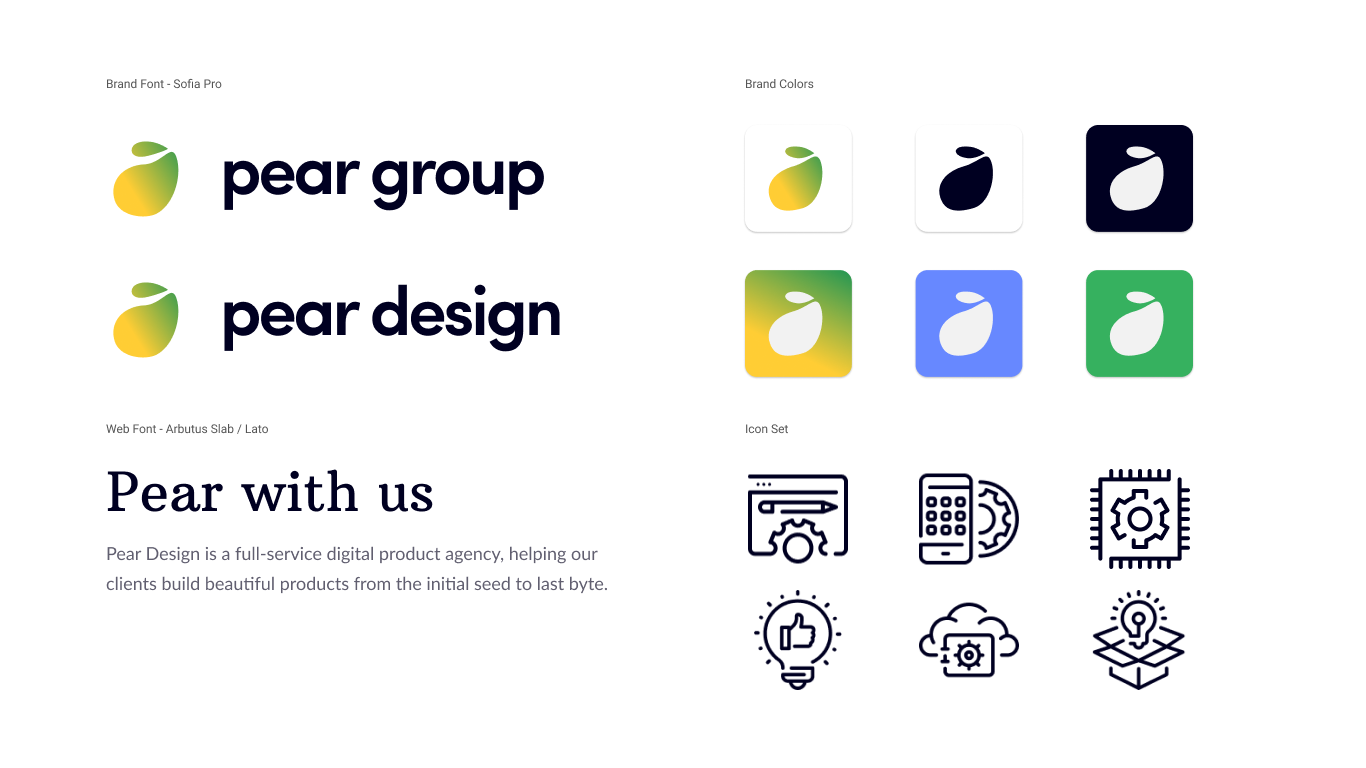 Brand Font - Sofia Pro
pear group
pear design
Brand Colors
Web Font - Arbutus Slab / Lato
Pear with us
Pear Design is a full-service digital product agency, helping our
clients build beautiful products from the initial seed to last byte.
Icon Set